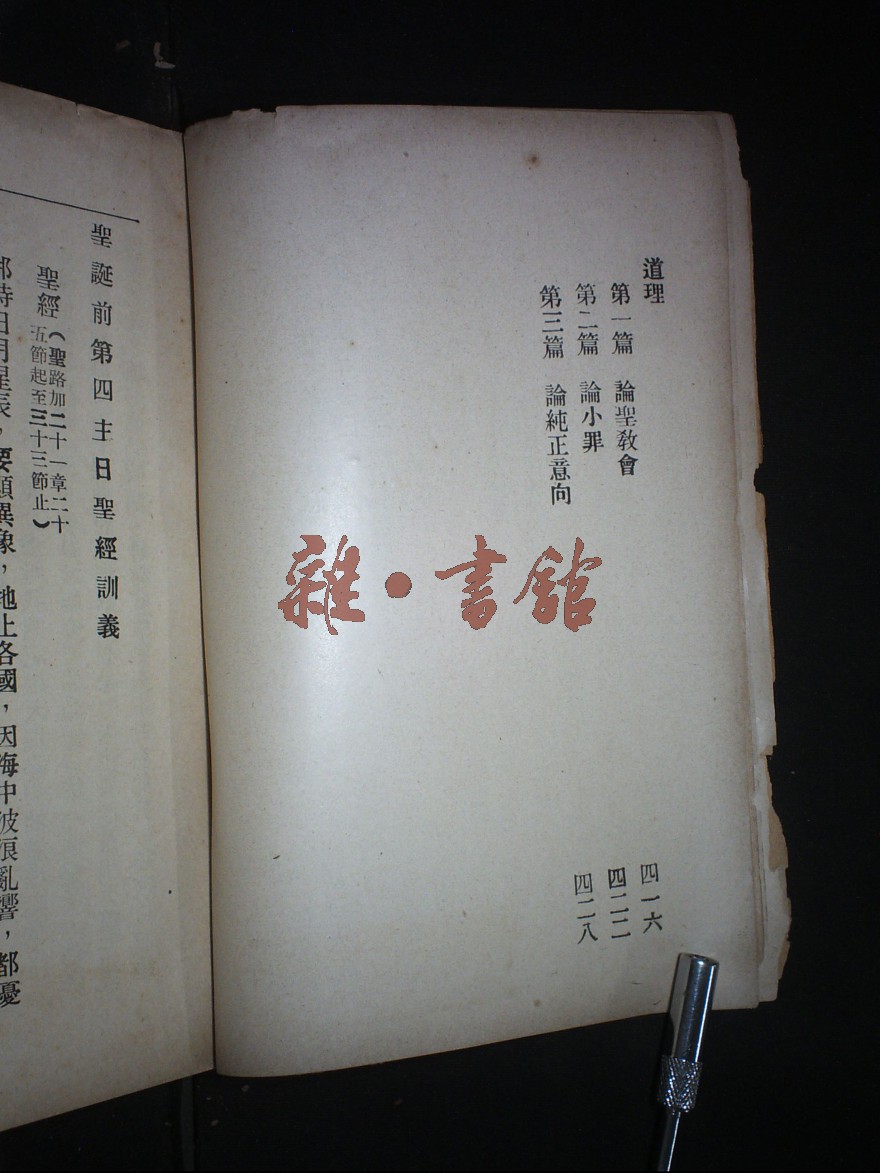 道理
第一篇 論聖教會 四一六
第二篇 論小罪 四二二
第三篇 論純正意向 四二八
雜•書館
聖誕前第四主日聖經訓義
聖經（聖路加二十一章二十
五節起至三十三節止）
那時日月星辰，要顯異象，地上各國，因海中波浪亂響，都憂